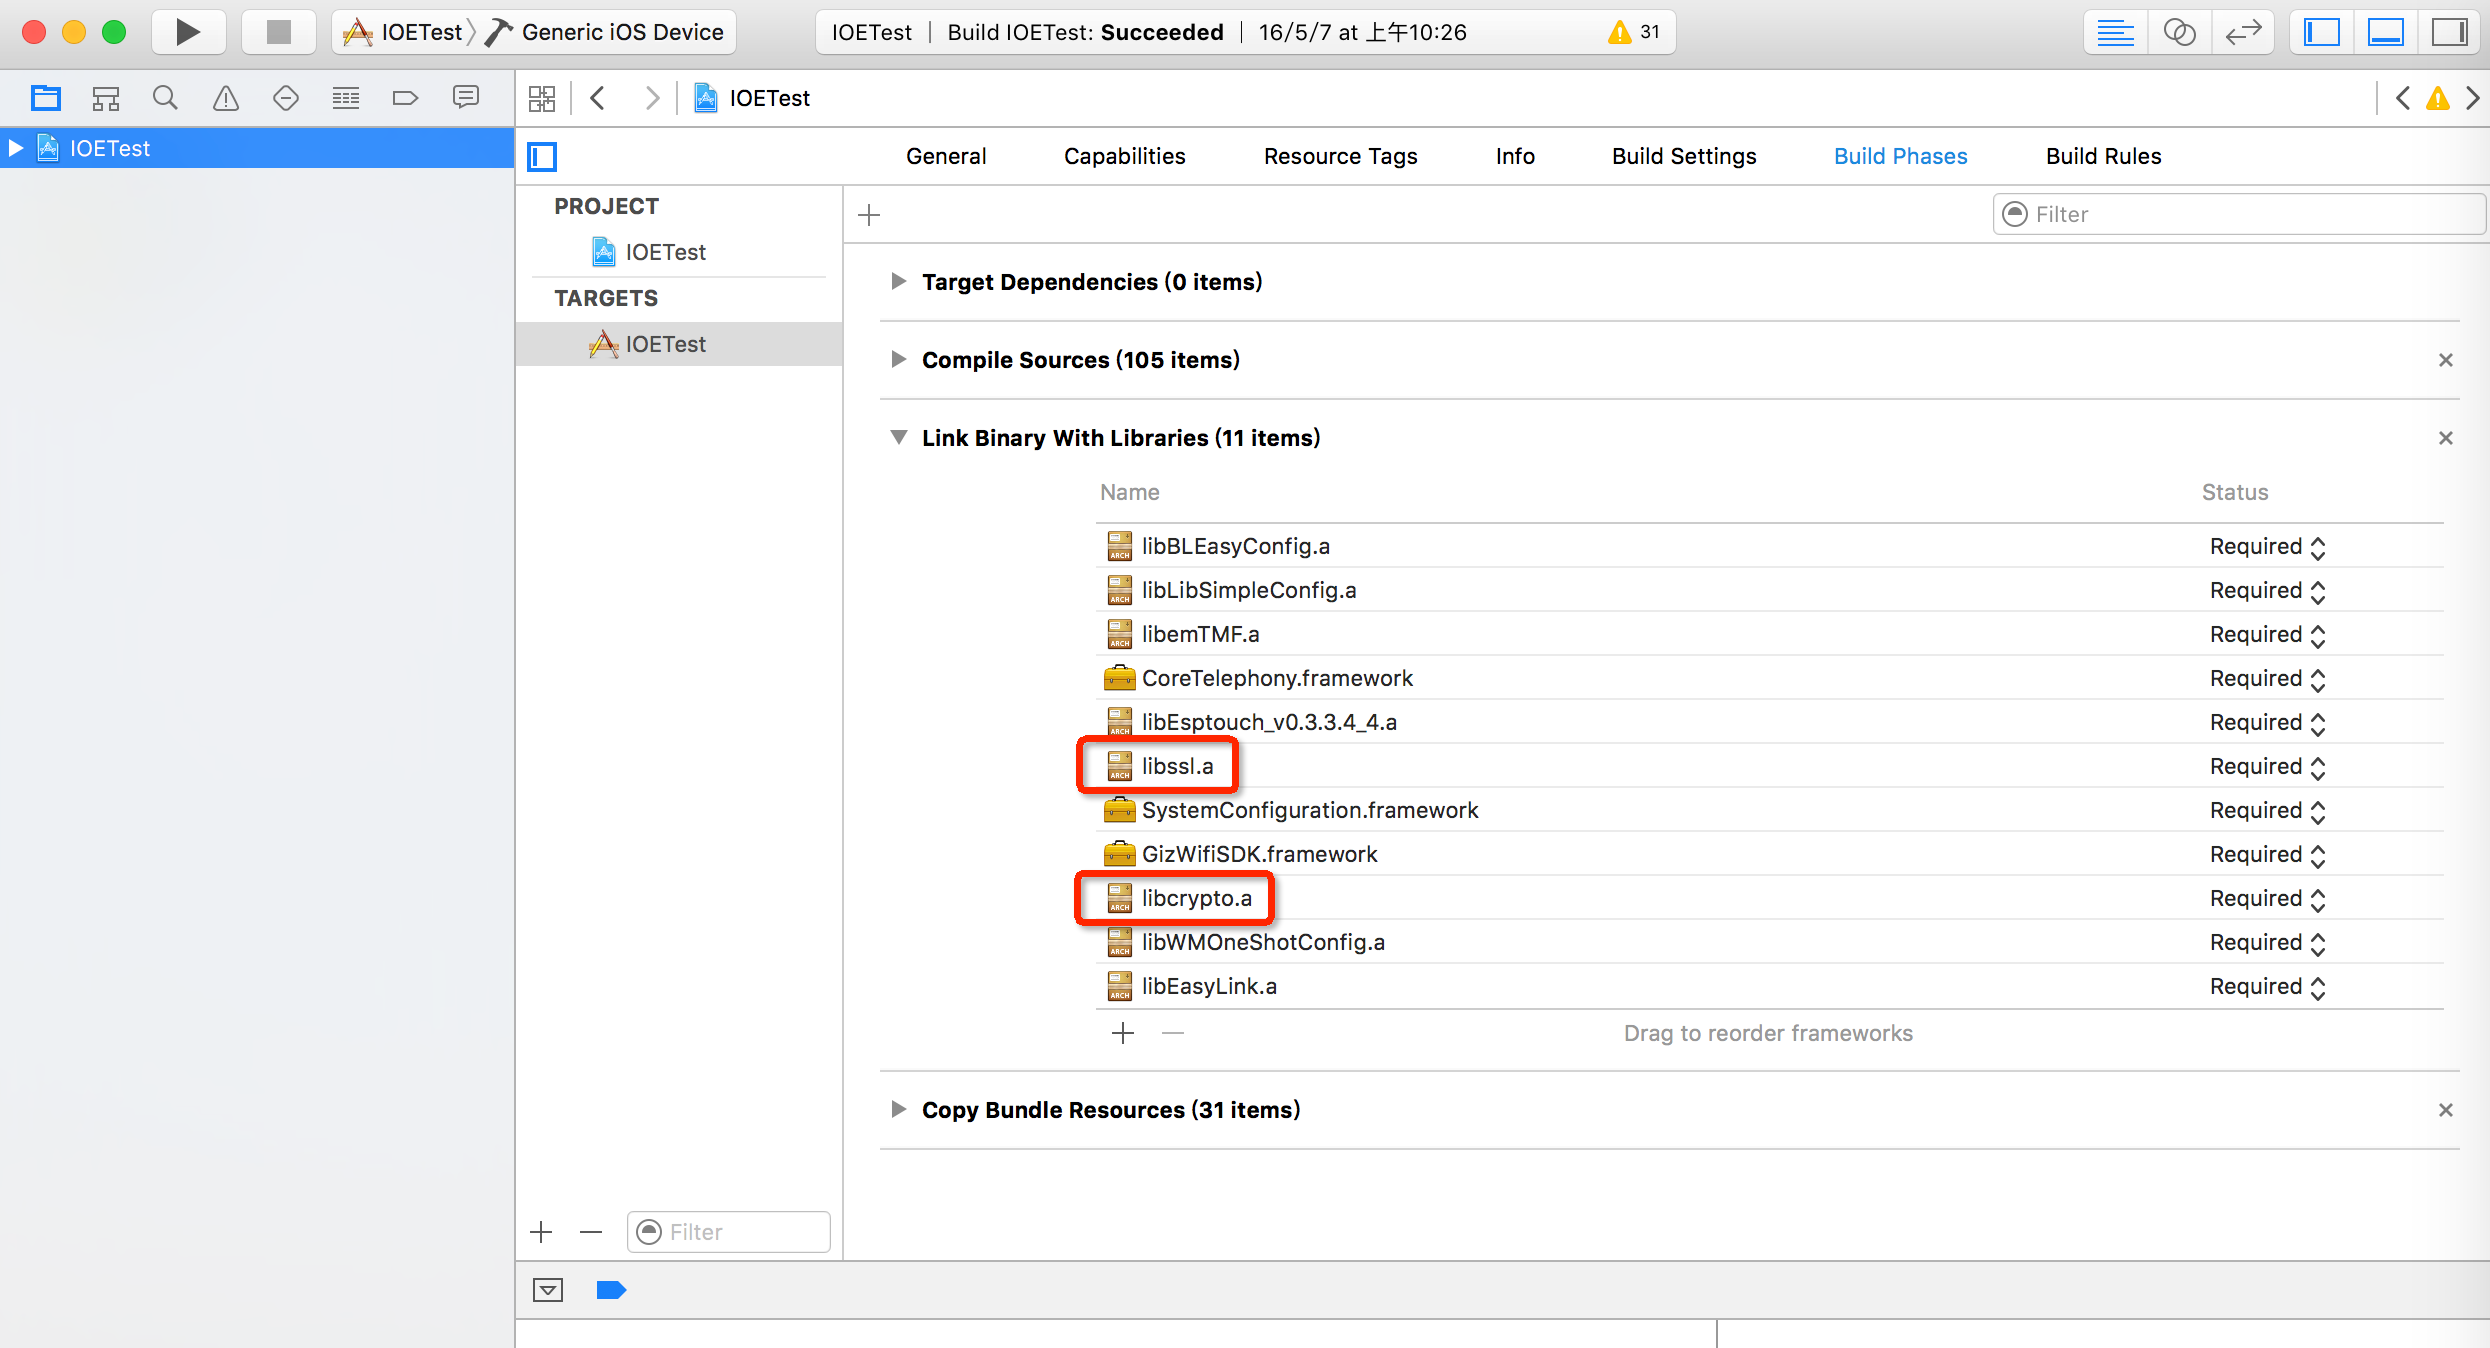 IOETest Generic iOS Device
IOETest | Build IOETest: Succeeded | 16/5/7 at 上午10:26 31
IOETest
IOETest
General Capabilities Resource Tags Info Build Settings Build Phases Build Rules
PROJECT
IOETest
TARGETS
IOETest
Filter
Target Dependencies (0 items)
Compile Sources (105 items)
Link Binary With Libraries (11 items)
Name Status
libBLEasyConfig.a Required
libLibSimpleConfig.a Required
libemTMF.a Required
CoreTelephony.framework Required
libEsptouch_v0.3.3.4_4.a Required
libssl.a Required
SystemConfiguration.framework Required
GizWifiSDK.framework Required
libcrypto.a Required
libWMOneShotConfig.a Required
libEasyLink.a Required
Drag to reorder frameworks
Copy Bundle Resources (31 items)
Filter